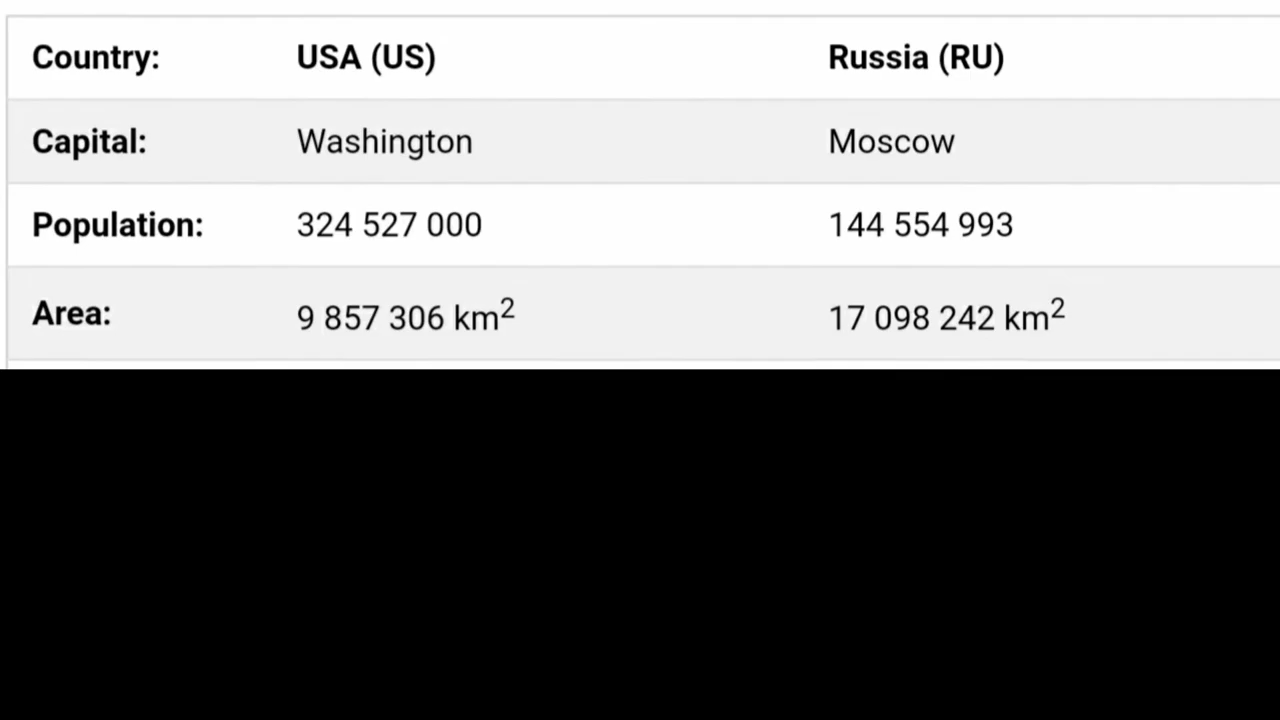 Country: USA (US) Russia (RU)
Capital: Washington Moscow
Population: 324 527 000 144 554 993
Area: 9 857 306 km² 17 098 242 km²